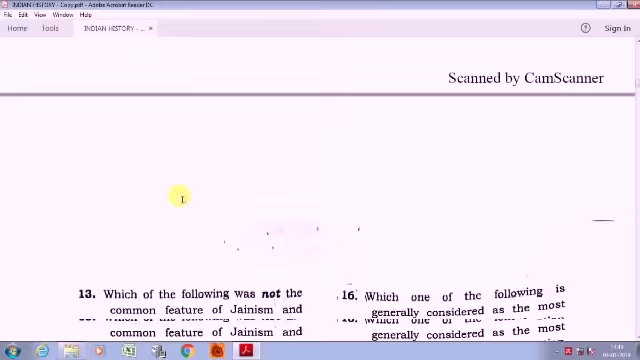 INDIAN HISTORY - Copy.pdf - Adobe Acrobat Reader DC
File Edit View Window Help
Home Tools INDIAN HISTORY - ... ×
Sign In
Scanned by CamScanner
13. Which of the following was not the
common feature of Jainism and
common feature of Jainism and
16. Which one of the following is
generally considered as the most
generally considered as the most